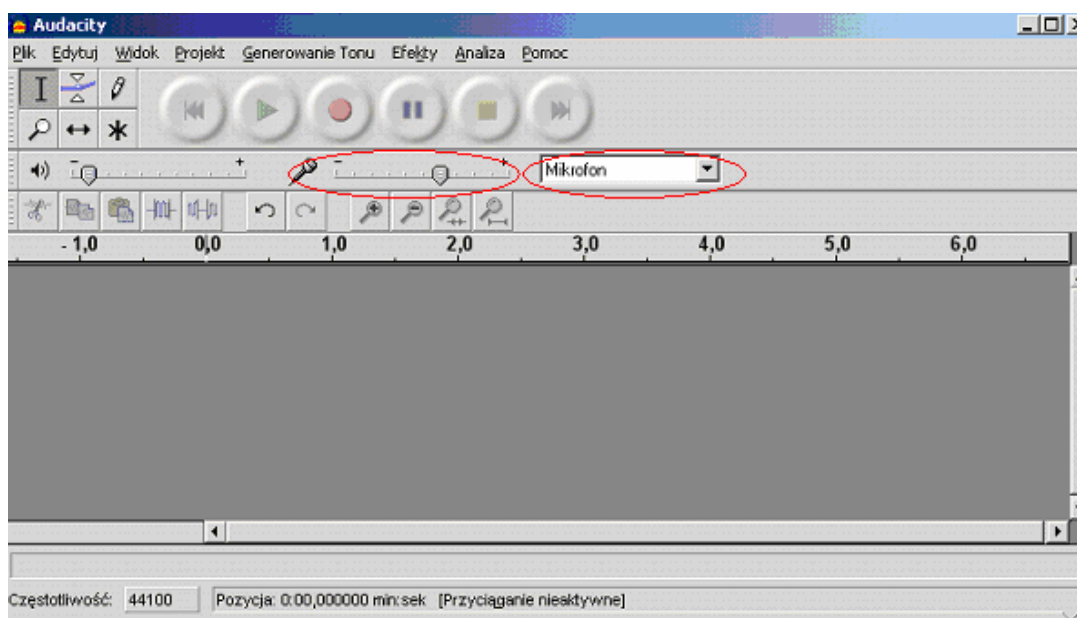 Audacity
Plik Edytuj Widok Projekt Generowanie Tonu Efekty Analiza Pomoc
Mikrofon
- 1,0 0,0 1,0 2,0 3,0 4,0 5,0 6,0
Częstotliwość: 44100 Pozycja: 0:00,000000 min:sek [Przyciąganie nieaktywne]